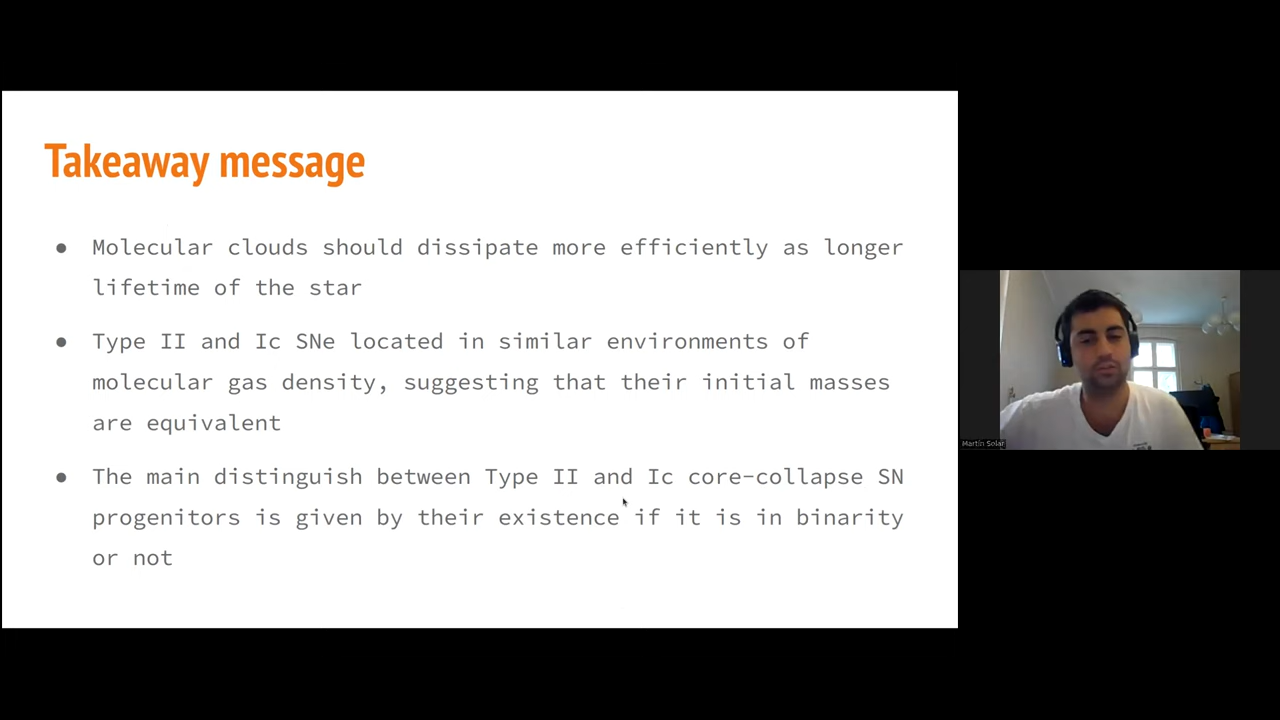 Takeaway message
● Molecular clouds should dissipate more efficiently as longer
lifetime of the star
● Type II and Ic SNe located in similar environments of
molecular gas density, suggesting that their initial masses
are equivalent
● The main distinguish between Type II and Ic core-collapse SN
progenitors is given by their existence if it is in binarity
or not
Martín Solar